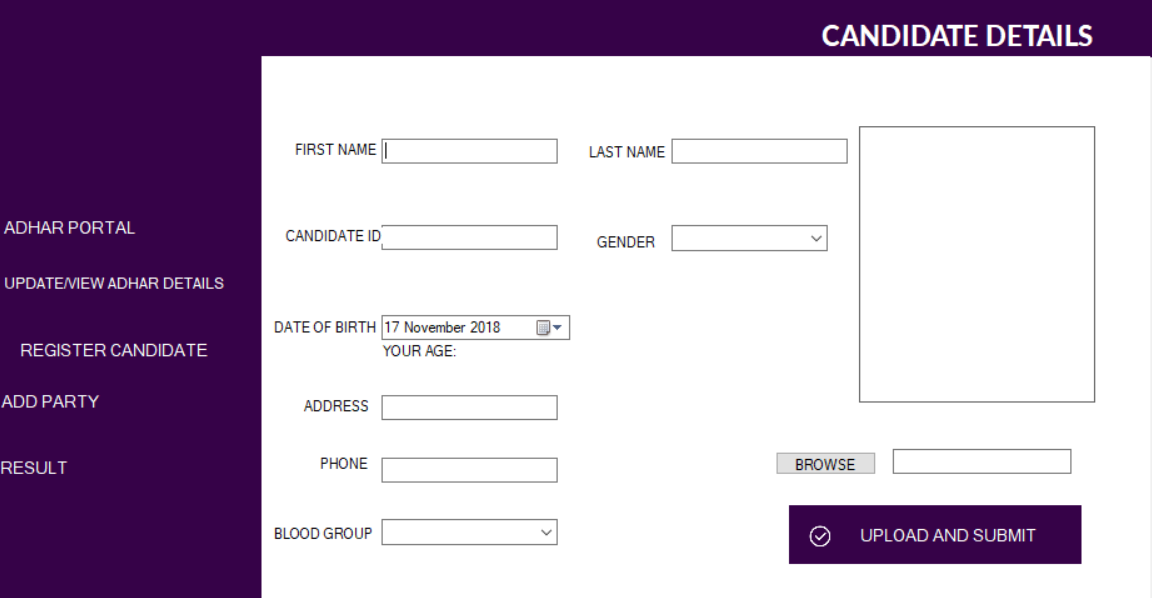 CANDIDATE DETAILS
ADHAR PORTAL
UPDATE/VIEW ADHAR DETAILS
REGISTER CANDIDATE
ADD PARTY
RESULT
FIRST NAME
LAST NAME
CANDIDATE ID
GENDER
DATE OF BIRTH 17 November 2018
YOUR AGE:
ADDRESS
PHONE
BROWSE
BLOOD GROUP
UPLOAD AND SUBMIT